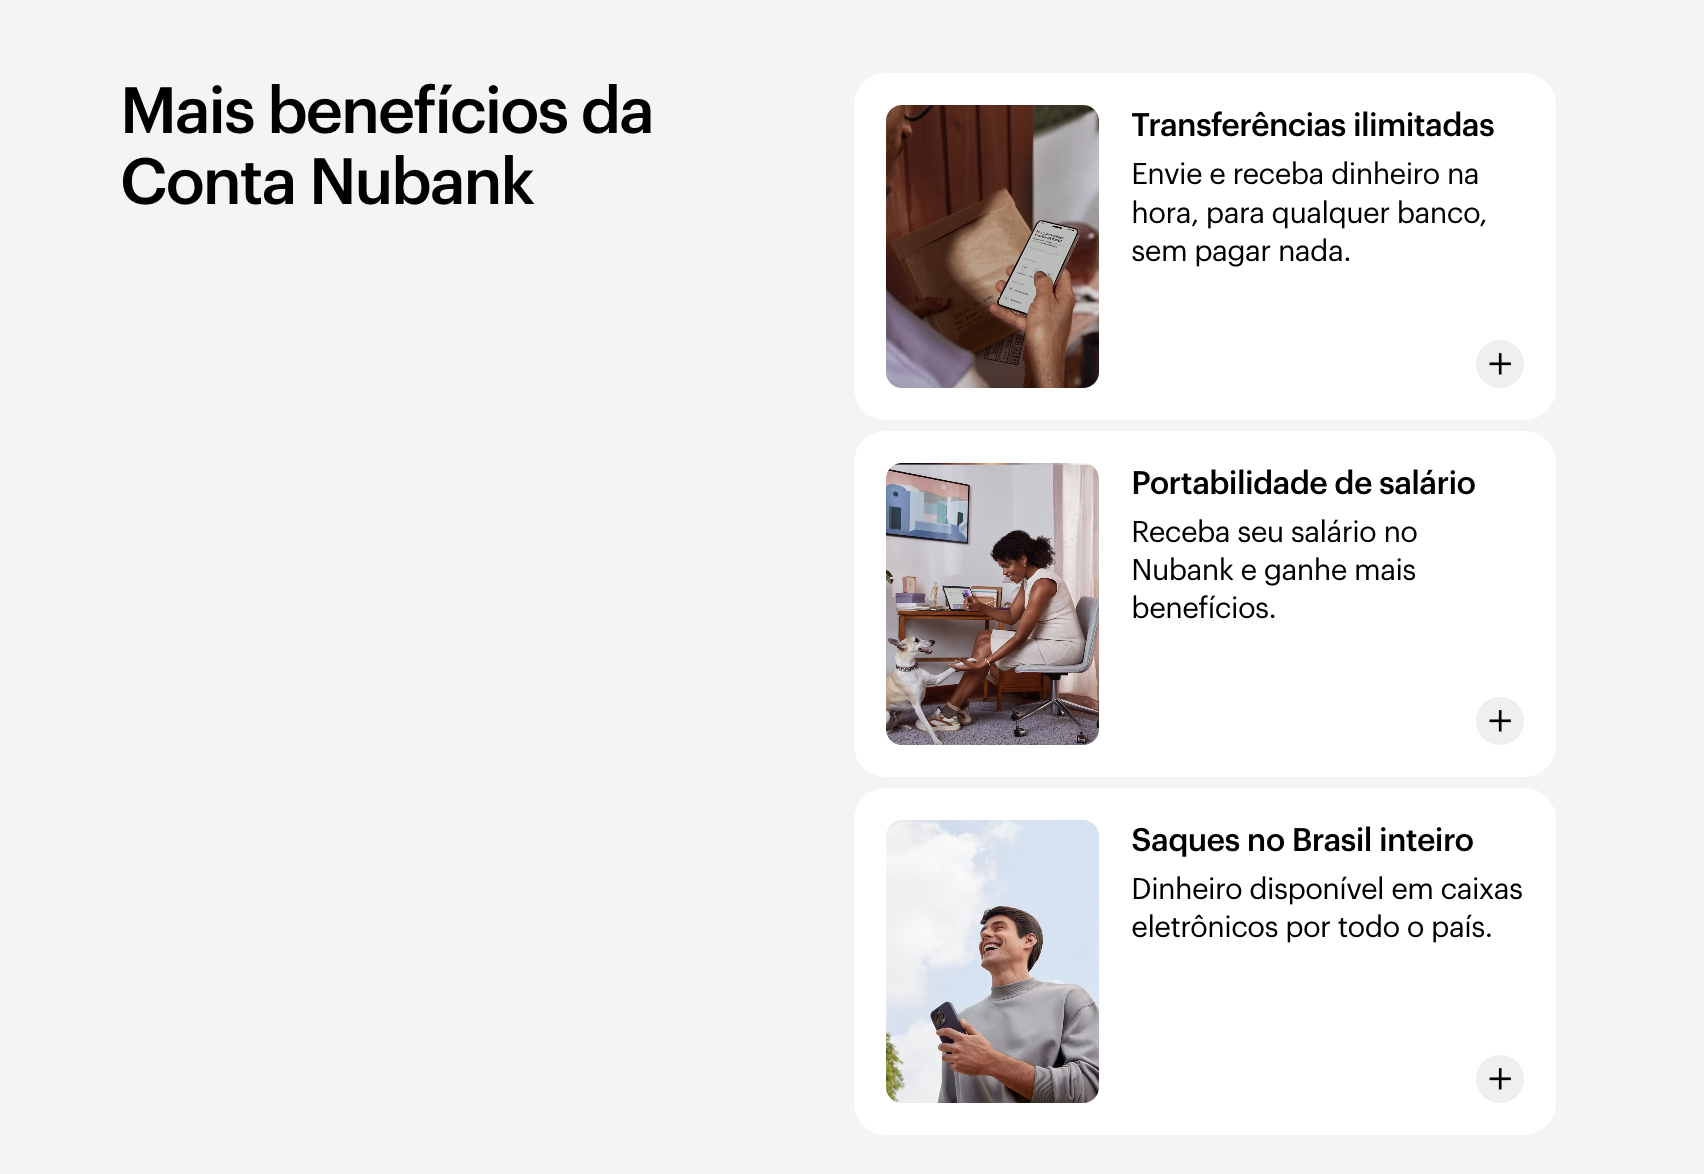 Mais benefícios da
Conta Nubank
Transferências ilimitadas
Envie e receba dinheiro na
hora, para qualquer banco,
sem pagar nada.
Portabilidade de salário
Receba seu salário no
Nubank e ganhe mais
benefícios.
Saques no Brasil inteiro
Dinheiro disponível em caixas
eletrônicos por todo o país.